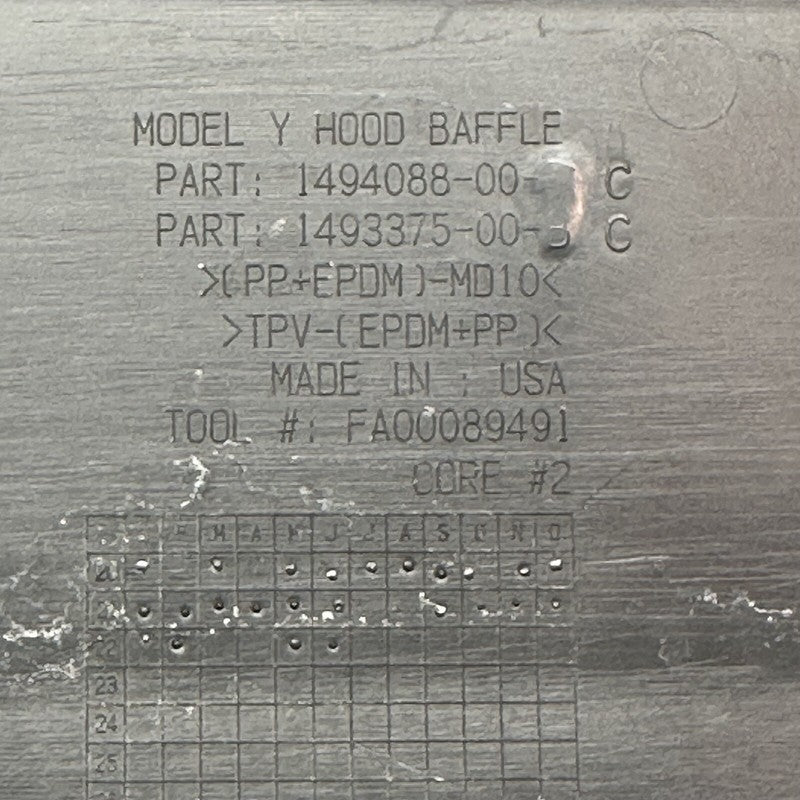 MODEL Y HOOD BAFFLE
PART: 1494088-00- C
PART: 1493375-00- C
>(PP+EPDM)-MD10<
>TPV-(EPDM+PP)<
MADE IN : USA
TOOL #: FA00089491
CORE #2
M A M J J A S O N D
20
23
24
25